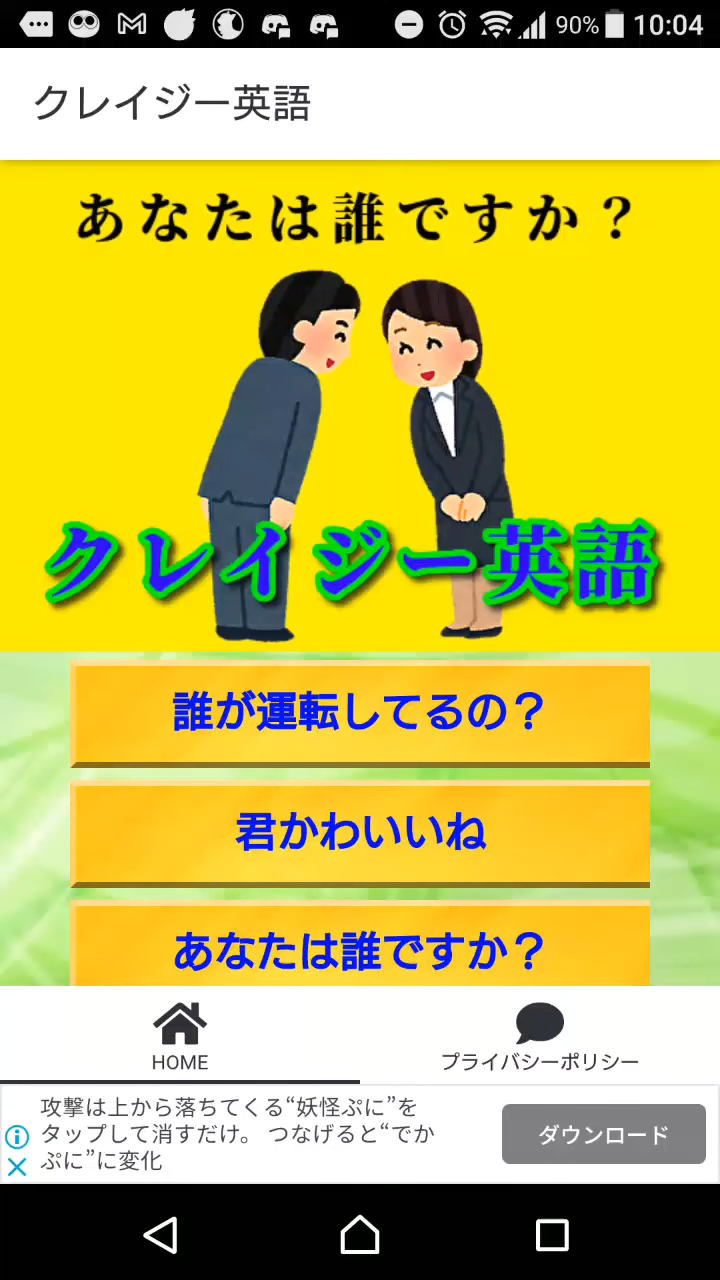 90% 10:04
クレイジー英語
あなたは誰ですか？
クレイジー英語
誰が運転してるの？
君かわいいね
あなたは誰ですか？
HOME
プライバシーポリシー
攻撃は上から落ちてくる“妖怪ぷに”を
タップして消すだけ。 つなげると“でか
ぷに”に変化
ダウンロード